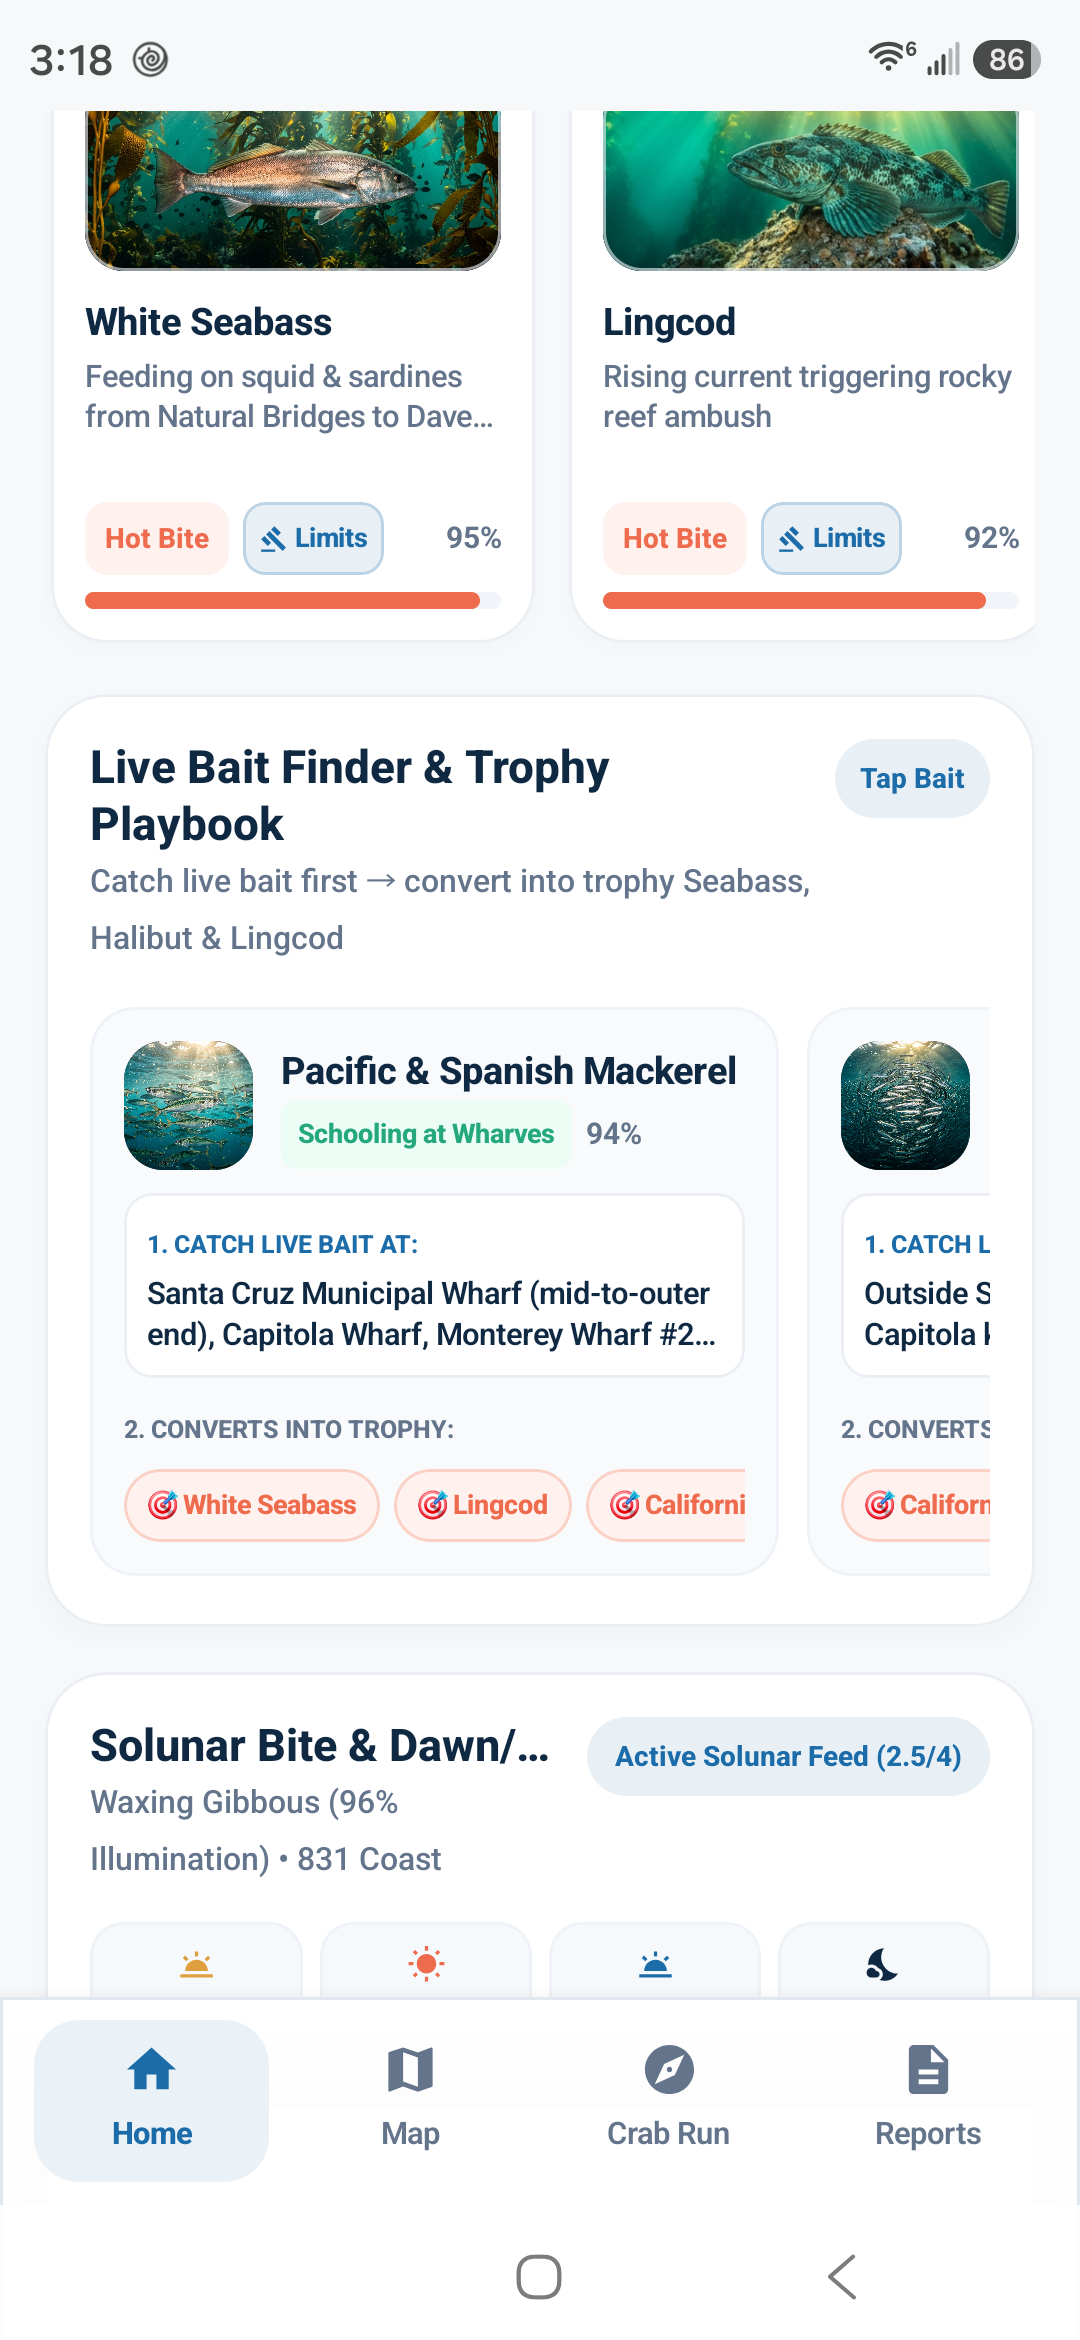 3:18
6
86
White Seabass
Feeding on squid & sardines
from Natural Bridges to Dave...
Hot Bite
Limits
95%
Lingcod
Rising current triggering rocky
reef ambush
Hot Bite
Limits
92%
Live Bait Finder & Trophy
Playbook
Tap Bait
Catch live bait first → convert into trophy Seabass,
Halibut & Lingcod
Pacific & Spanish Mackerel
Schooling at Wharves
94%
1. CATCH LIVE BAIT AT:
Santa Cruz Municipal Wharf (mid-to-outer
end), Capitola Wharf, Monterey Wharf #2...
2. CONVERTS INTO TROPHY:
White Seabass
Lingcod
Californi
1. CATCH L
Outside S
Capitola k
2. CONVERTS
Californ
Solunar Bite & Dawn/...
Active Solunar Feed (2.5/4)
Waxing Gibbous (96%
Illumination) • 831 Coast
Home
Map
Crab Run
Reports